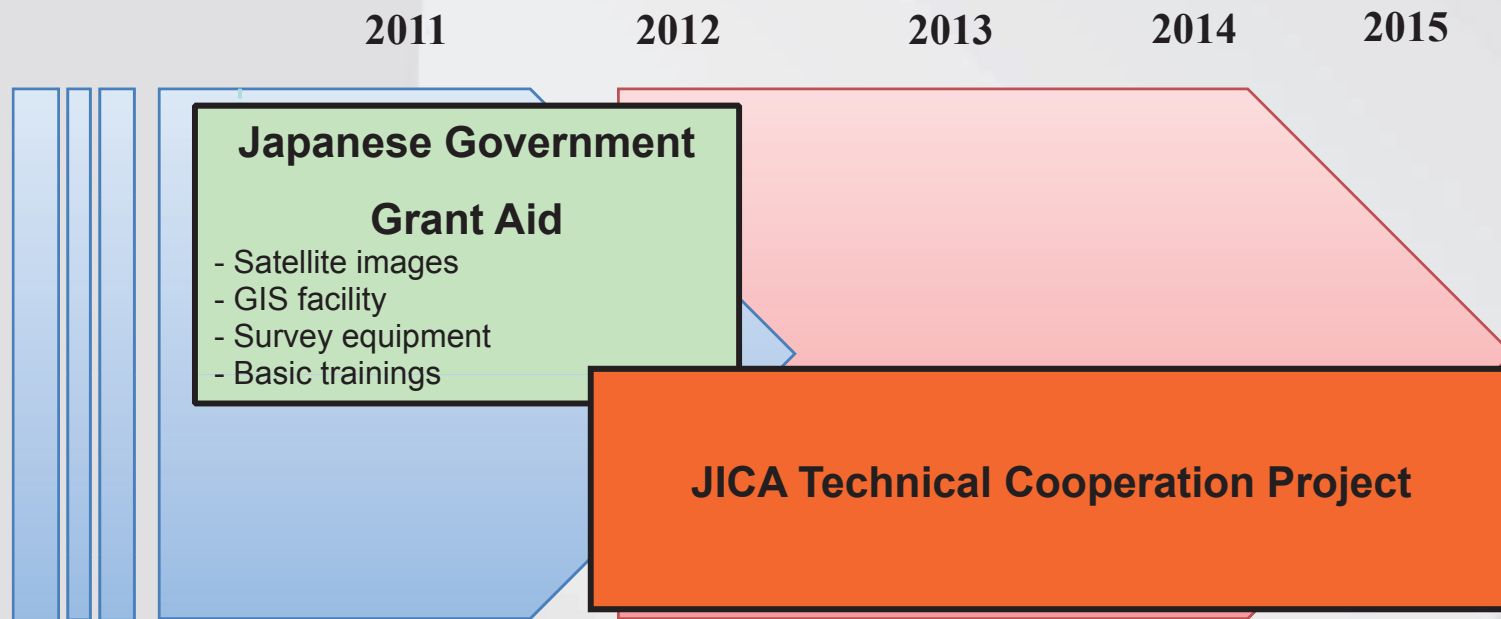 2011 2012 2013 2014 2015
Japanese Government
Grant Aid
- Satellite images
- GIS facility
- Survey equipment
- Basic trainings
JICA Technical Cooperation Project